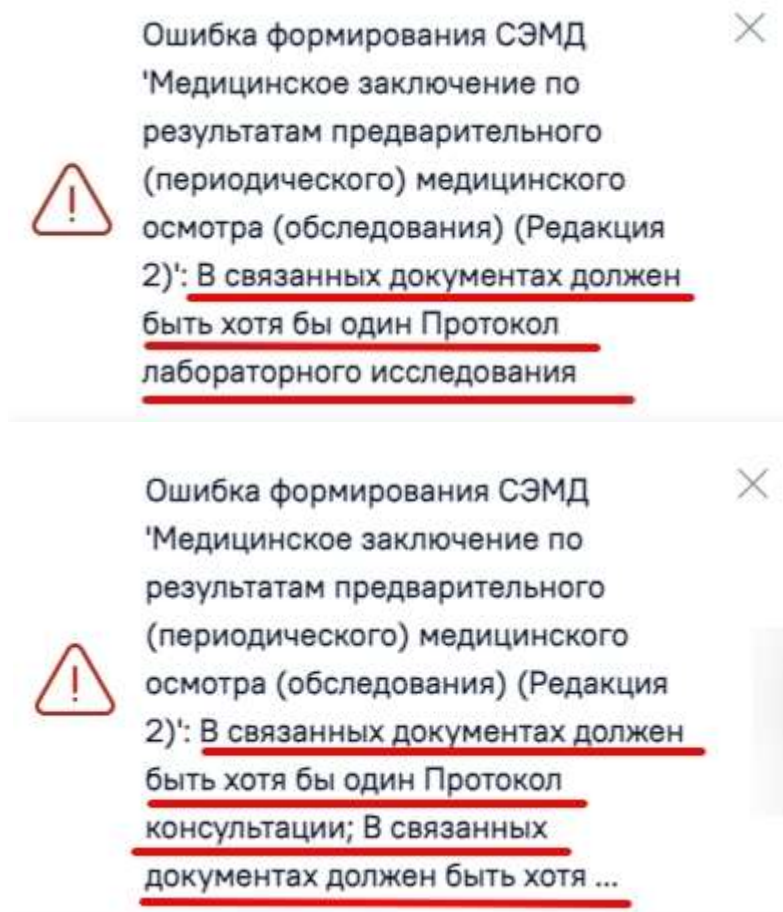 Ошибка формирования СЭМД
'Медицинское заключение по
результатам предварительного
(периодического) медицинского
осмотра (обследования) (Редакция
2)': В связанных документах должен
быть хотя бы один Протокол
лабораторного исследования
Ошибка формирования СЭМД
'Медицинское заключение по
результатам предварительного
(периодического) медицинского
осмотра (обследования) (Редакция
2)': В связанных документах должен
быть хотя бы один Протокол
консультации; В связанных
документах должен быть хотя ...